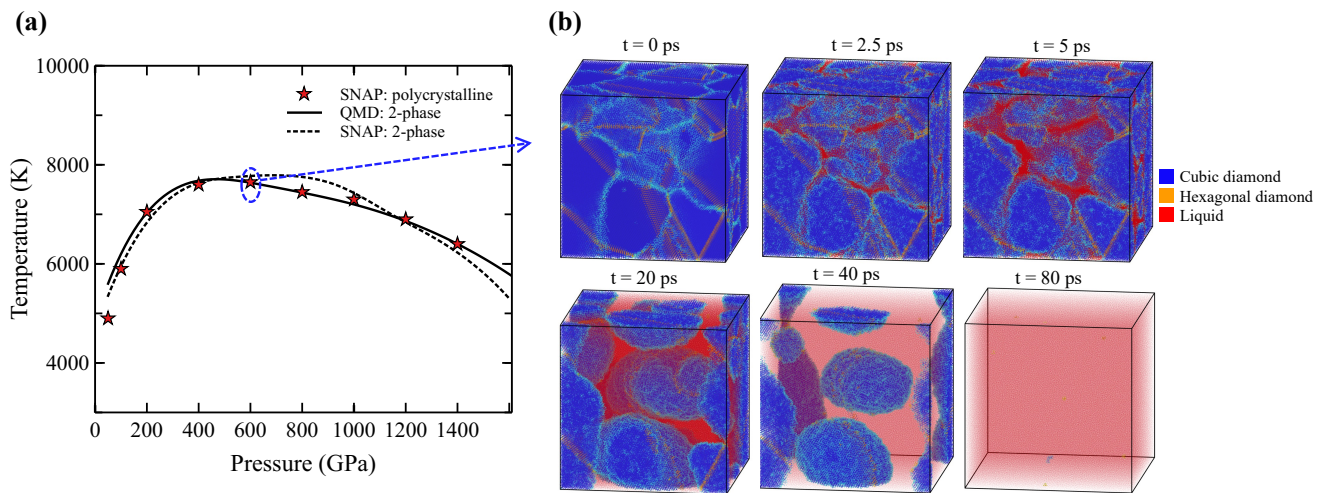 (a)
10000
8000
6000
4000
Temperature (K)
0 200 400 600 800 1000 1200 1400
Pressure (GPa)
SNAP: polycrystalline
QMD: 2-phase
SNAP: 2-phase
(b)
t = 0 ps
t = 2.5 ps
t = 5 ps
Cubic diamond
Hexagonal diamond
Liquid
t = 20 ps
t = 40 ps
t = 80 ps